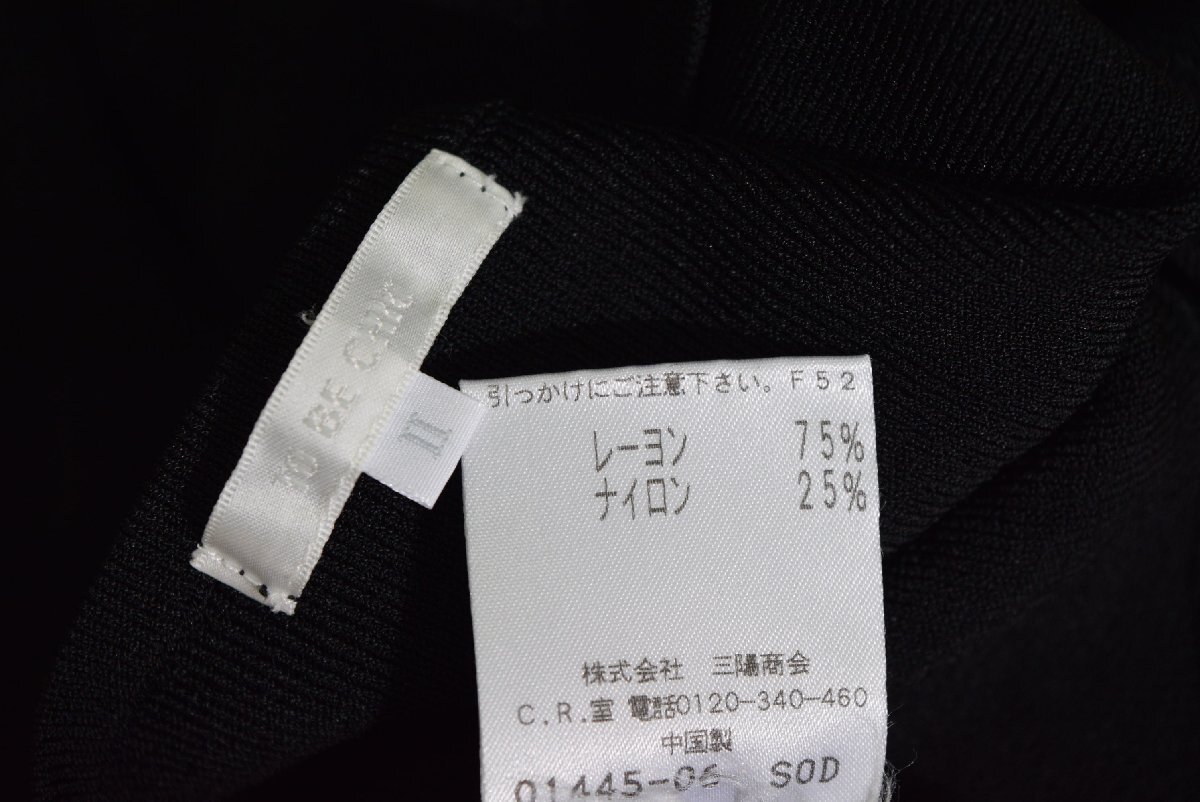 TO BE CHIC
II
引っかけにご注意下さい。F52
レーヨン 75%
ナイロン 25%
株式会社 三陽商会
C.R.室 電話0120-340-460
中国製
01445-06 SOD